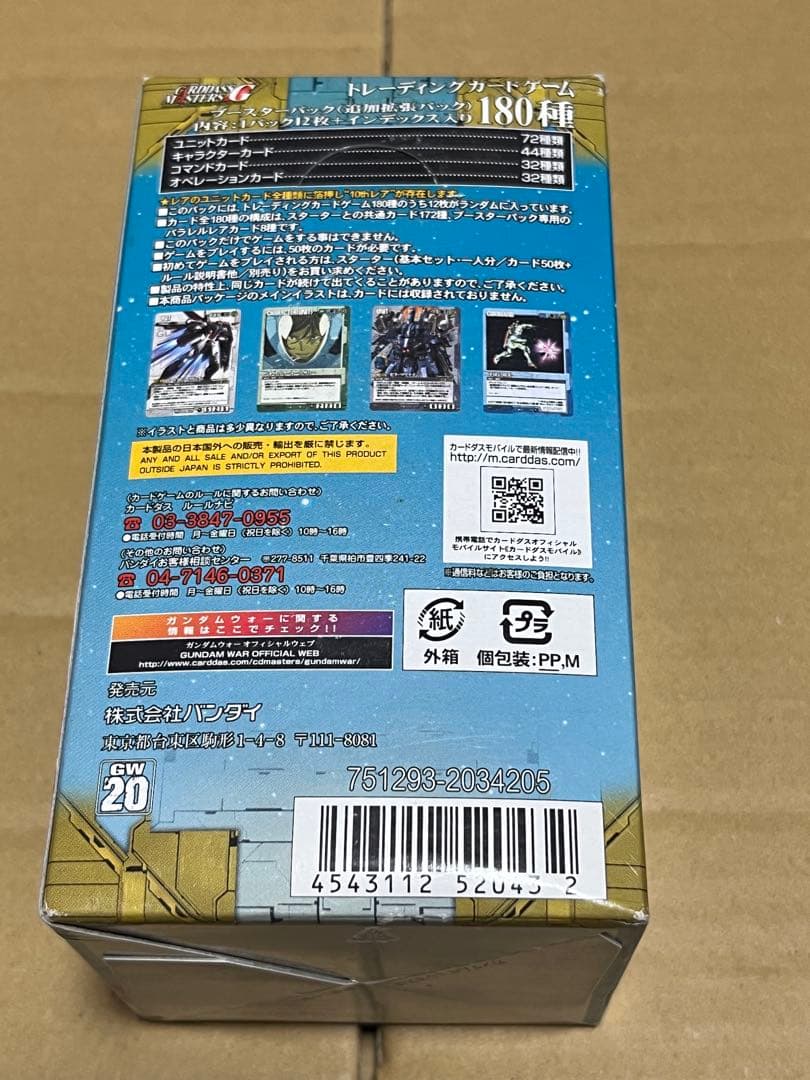 CARDDASS MASTERS G
トレーディングカードゲーム
ブースターパック(追加拡張パック)
内容:1パック12枚+インデックス入り 180種
ユニットカード 72種類
キャラクターカード 44種類
コマンドカード 32種類
オペレーションカード 32種類
★レアのユニットカード全種類に箔押し"10thレア"が存在します。
■このパックには、トレーディングカードゲーム180種のうち12枚がランダムに入っています。
■カード全180種の構成は、スターターとの共通カード172種、ブースターパック専用の
パラレルレアカード8種です。
■このパックだけでゲームをする事はできません。
■ゲームをプレイするには、50枚のカードが必要です。
■初めてゲームをプレイされる方は、スターター(基本セット・一人分/カード50枚+
ルール説明書他/別売り)をお買い求めください。
■製品の特性上、同じカードが続けて出てくることがありますので、ご了承ください。
■本商品パッケージのメインイラストは、カードには収録されておりません。
※イラストと商品は多少異なりますので、ご了承ください。
本製品の日本国外への販売・輸出を厳に禁じます。
ANY AND ALL SALE AND/OR EXPORT OF THIS PRODUCT
OUTSIDE JAPAN IS STRICTLY PROHIBITED.
カードダスモバイルで最新情報配信中!!
http://m.carddas.com/
携帯電話でカードダスオフィシャル
モバイルサイト《カードダスモバイル》
にアクセスしよう!!
※通信料などはお客様のご負担となります。
〈カードゲームのルールに関するお問い合わせ〉
カードダス ルールナビ
☎ 03-3847-0955
●電話受付時間 月〜金曜日(祝日を除く)10時〜16時
〈その他のお問い合わせ〉
バンダイお客様相談センター 〒277-8511 千葉県柏市豊四季241-22
☎ 04-7146-0371
●電話受付時間 月〜金曜日(祝日を除く)10時〜16時
ガンダムウォーに関する
情報はここでチェック!!
ガンダムウォー オフィシャルウェブ
GUNDAM WAR OFFICIAL WEB
http://www.carddas.com/cdmasters/gundamwar/
紙 プラ
外箱 個包装:PP,M
発売元
株式会社バンダイ
東京都台東区駒形1-4-8 〒111-8081
GW
20
751293-2034205
4543112 52043 2